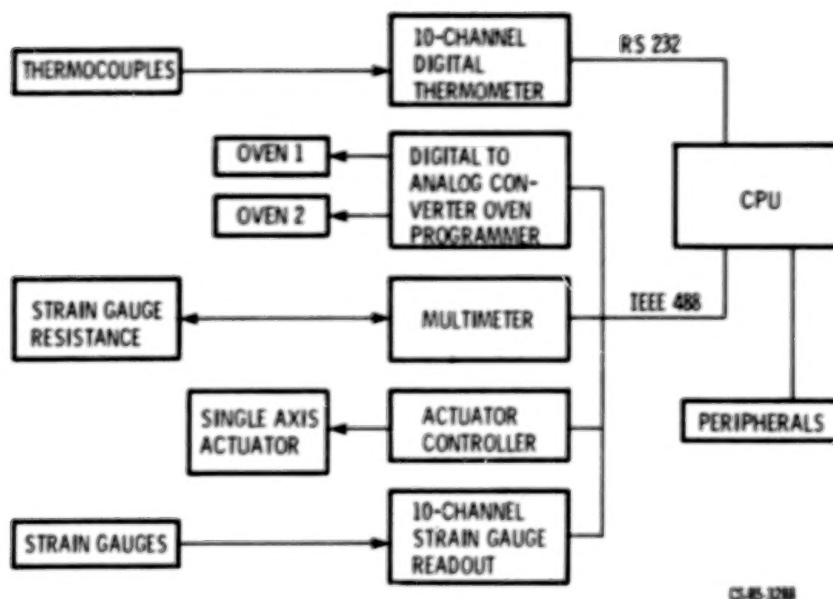 THERMOCOUPLES
10-CHANNEL
DIGITAL
THERMOMETER
RS 232
OVEN 1
OVEN 2
DIGITAL TO
ANALOG CON-
VERTER OVEN
PROGRAMMER
CPU
STRAIN GAUGE
RESISTANCE
MULTIMETER
IEEE 488
SINGLE AXIS
ACTUATOR
ACTUATOR
CONTROLLER
PERIPHERALS
STRAIN GAUGES
10-CHANNEL
STRAIN GAUGE
READOUT